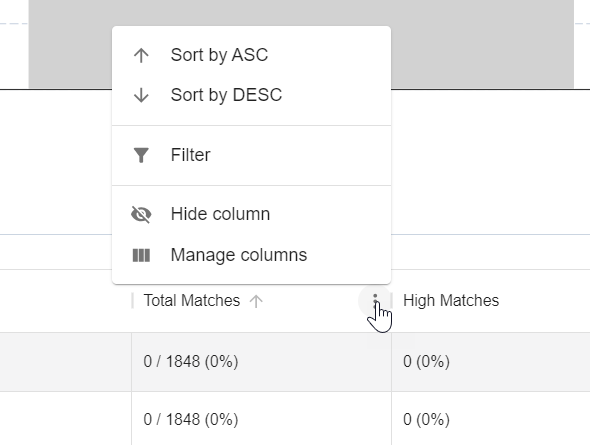 Sort by ASC
Sort by DESC
Filter
Hide column
Manage columns
Total Matches High Matches
0 / 1848 (0%) 0 (0%)
0 / 1848 (0%) 0 (0%)